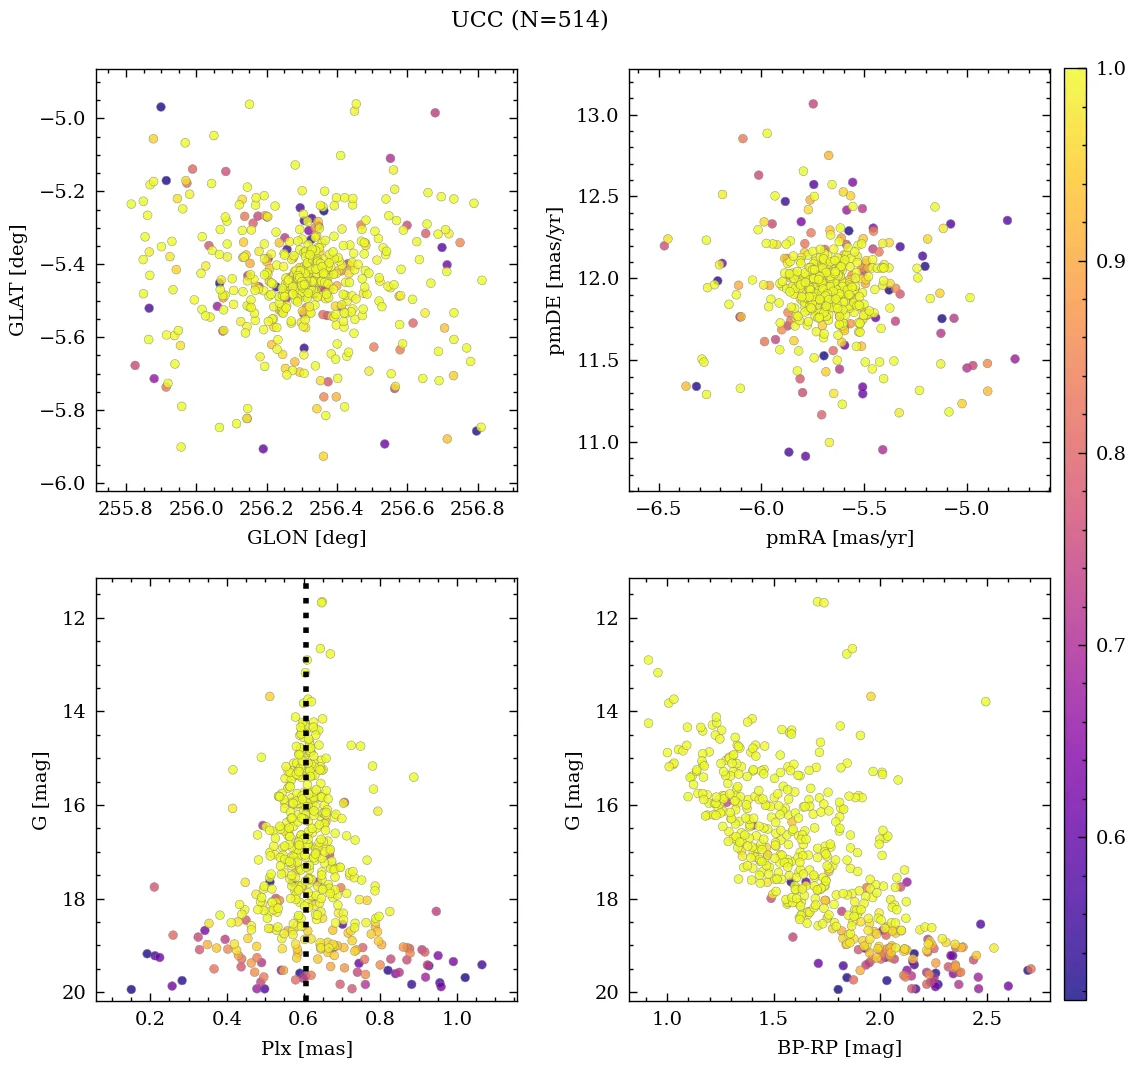 UCC (N=514)
−5.0
−5.2
−5.4
−5.6
−5.8
−6.0
GLAT [deg]
255.8 256.0 256.2 256.4 256.6 256.8
GLON [deg]
13.0
12.5
12.0
11.5
11.0
pmDE [mas/yr]
−6.5 −6.0 −5.5 −5.0
pmRA [mas/yr]
12
14
16
18
20
G [mag]
0.2 0.4 0.6 0.8 1.0
Plx [mas]
12
14
16
18
20
G [mag]
1.0 1.5 2.0 2.5
BP-RP [mag]
1.0
0.9
0.8
0.7
0.6